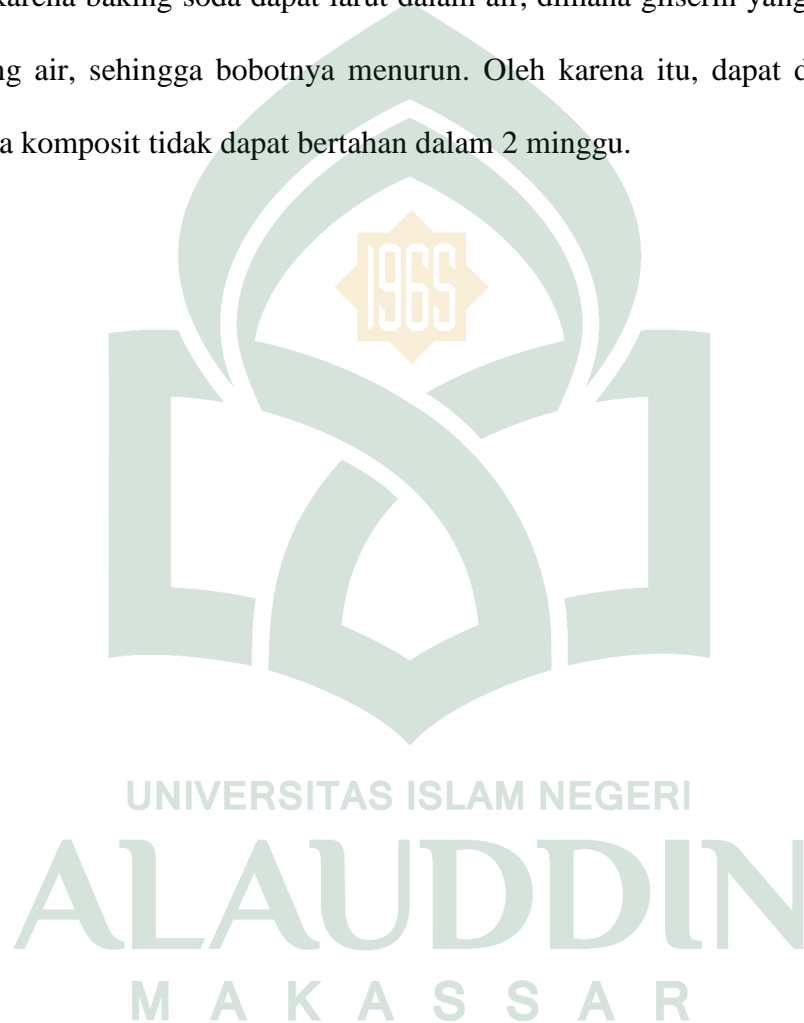 karena baking soda dapat larut dalam air, dimana gliserin yang
ng air, sehingga bobotnya menurun. Oleh karena itu, dapat d
a komposit tidak dapat bertahan dalam 2 minggu.
1965
UNIVERSITAS ISLAM NEGERI
ALAUDDIN
MAKASSAR